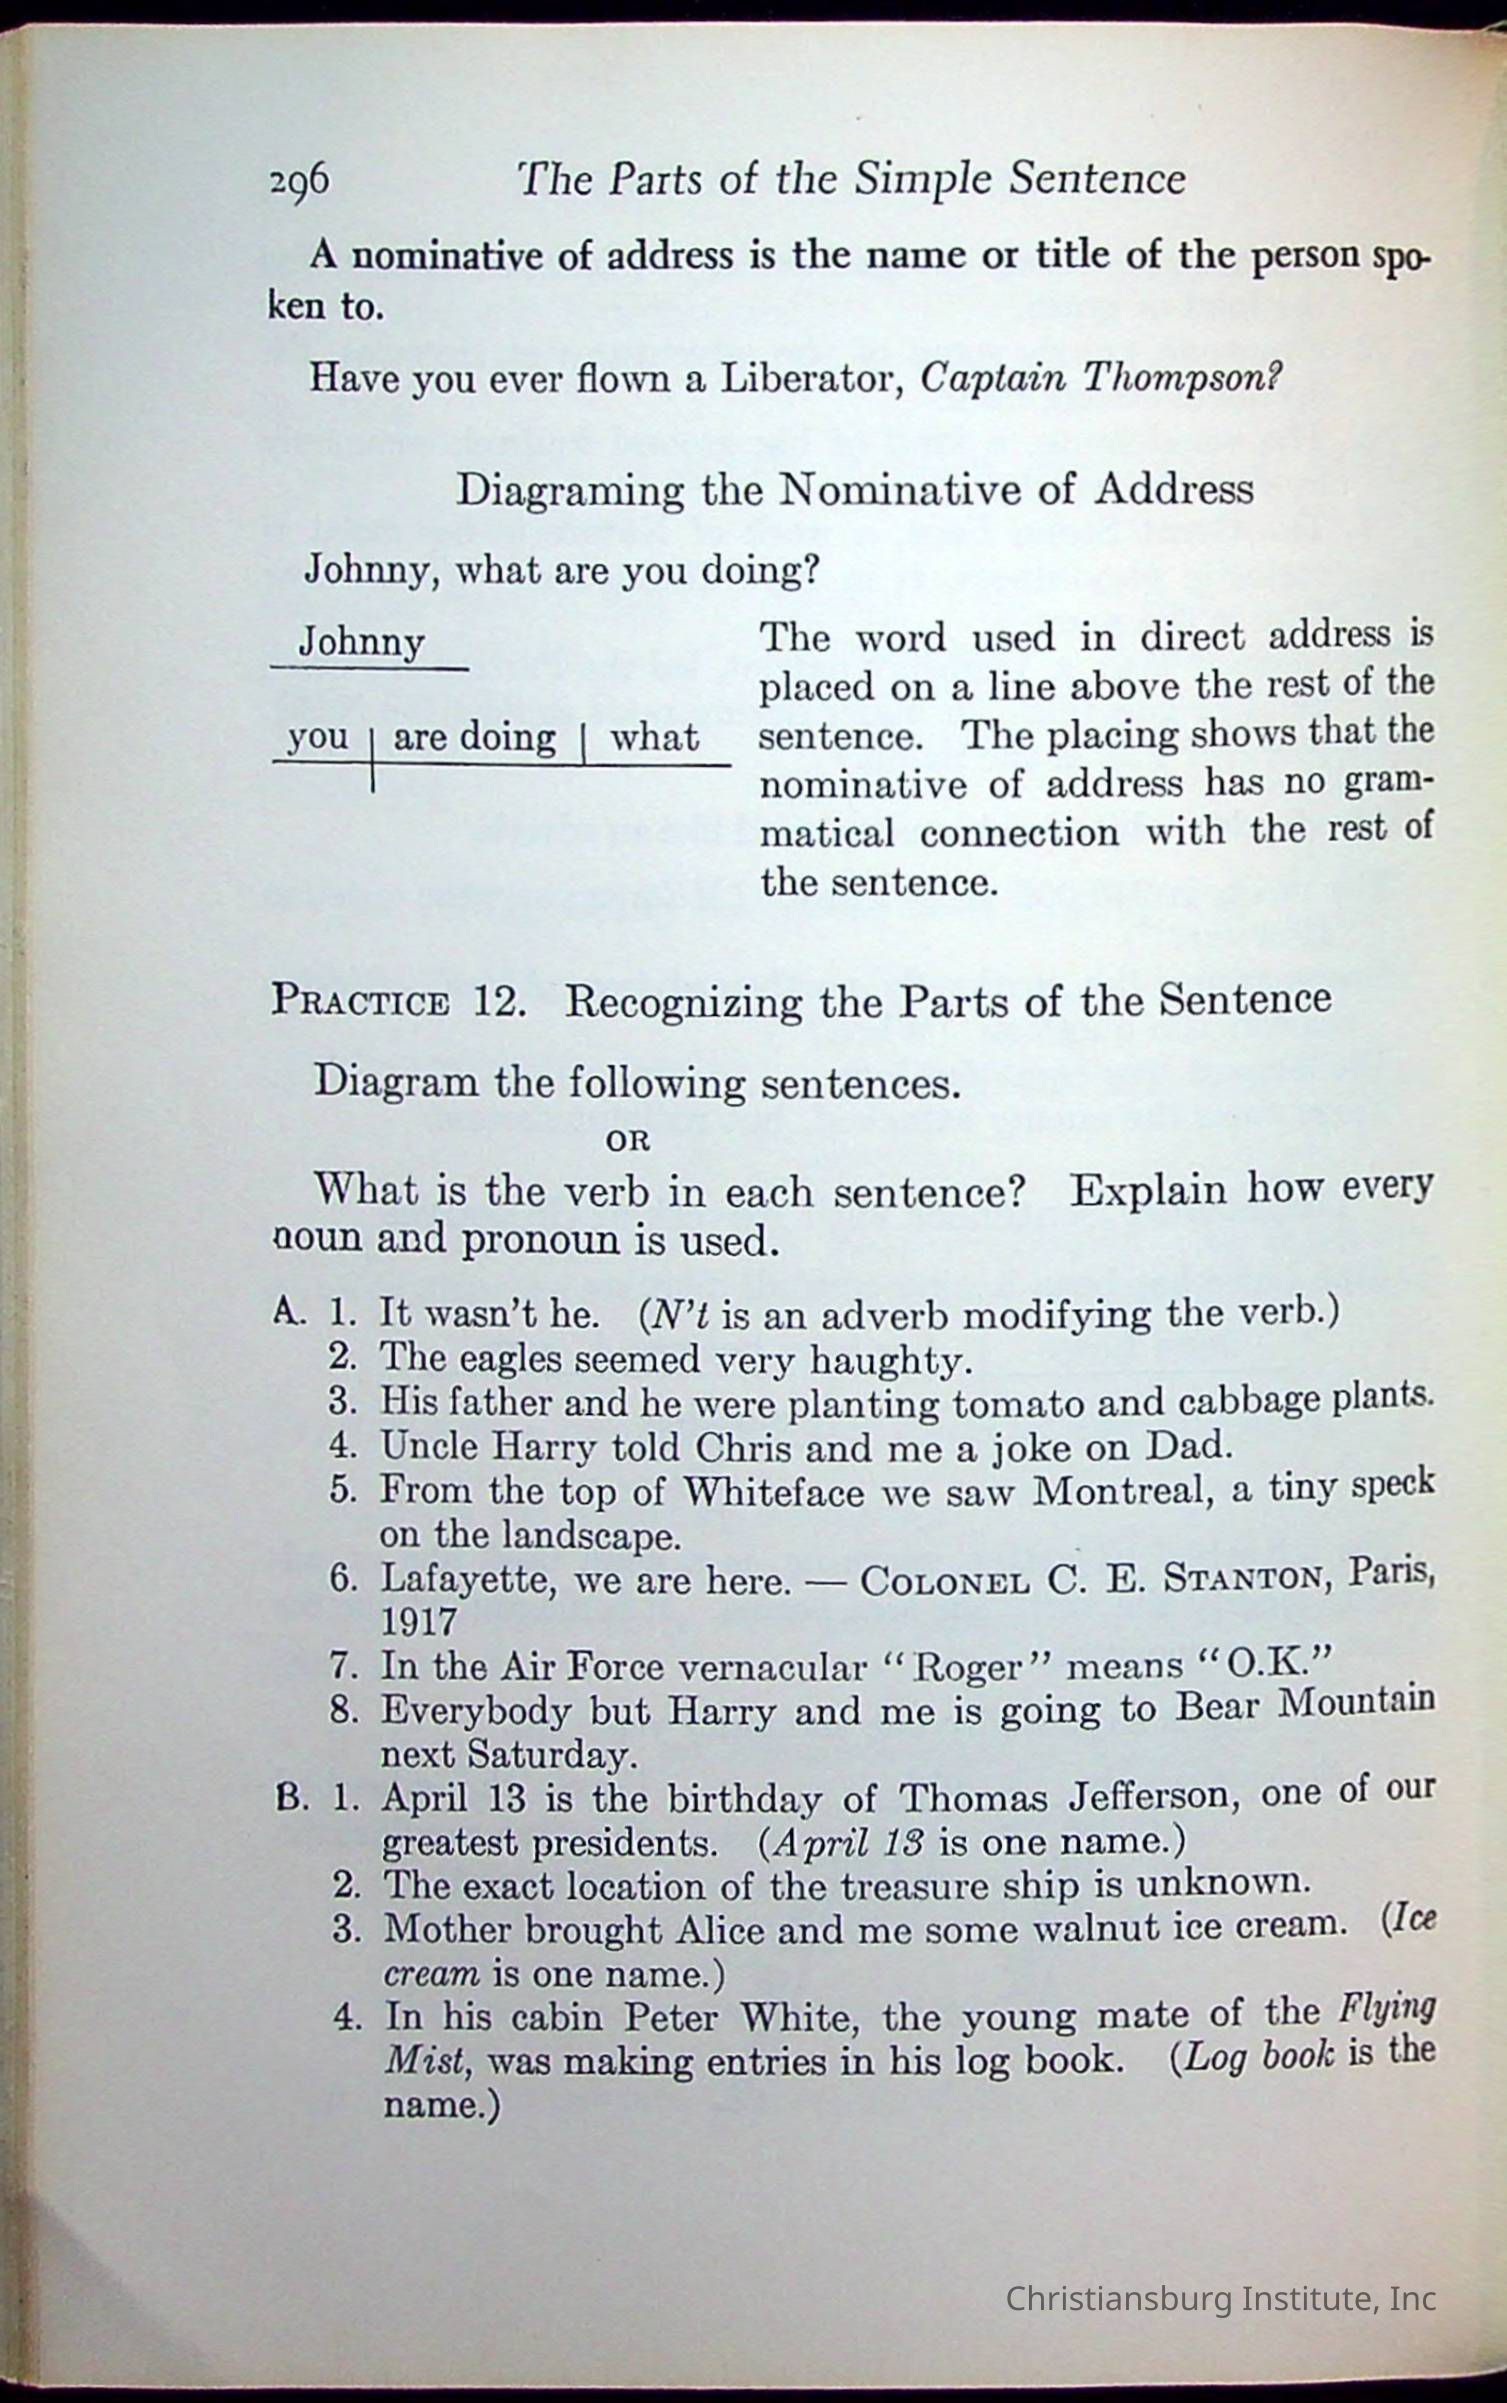 296 The Parts of the Simple Sentence
A nominative of address is the name or title of the person spo-
ken to.
Have you ever flown a Liberator, Captain Thompson?
Diagraming the Nominative of Address
Johnny, what are you doing?
Johnny
you | are doing | what
The word used in direct address is
placed on a line above the rest of the
sentence. The placing shows that the
nominative of address has no gram-
matical connection with the rest of
the sentence.
PRACTICE 12. Recognizing the Parts of the Sentence
Diagram the following sentences.
OR
What is the verb in each sentence? Explain how every
noun and pronoun is used.
A. 1. It wasn't he. (N't is an adverb modifying the verb.)
2. The eagles seemed very haughty.
3. His father and he were planting tomato and cabbage plants.
4. Uncle Harry told Chris and me a joke on Dad.
5. From the top of Whiteface we saw Montreal, a tiny speck
on the landscape.
6. Lafayette, we are here. — COLONEL C. E. STANTON, Paris,
1917
7. In the Air Force vernacular "Roger" means "O.K."
8. Everybody but Harry and me is going to Bear Mountain
next Saturday.
B. 1. April 13 is the birthday of Thomas Jefferson, one of our
greatest presidents. (April 13 is one name.)
2. The exact location of the treasure ship is unknown.
3. Mother brought Alice and me some walnut ice cream. (Ice
cream is one name.)
4. In his cabin Peter White, the young mate of the Flying
Mist, was making entries in his log book. (Log book is the
name.)
Christiansburg Institute, Inc